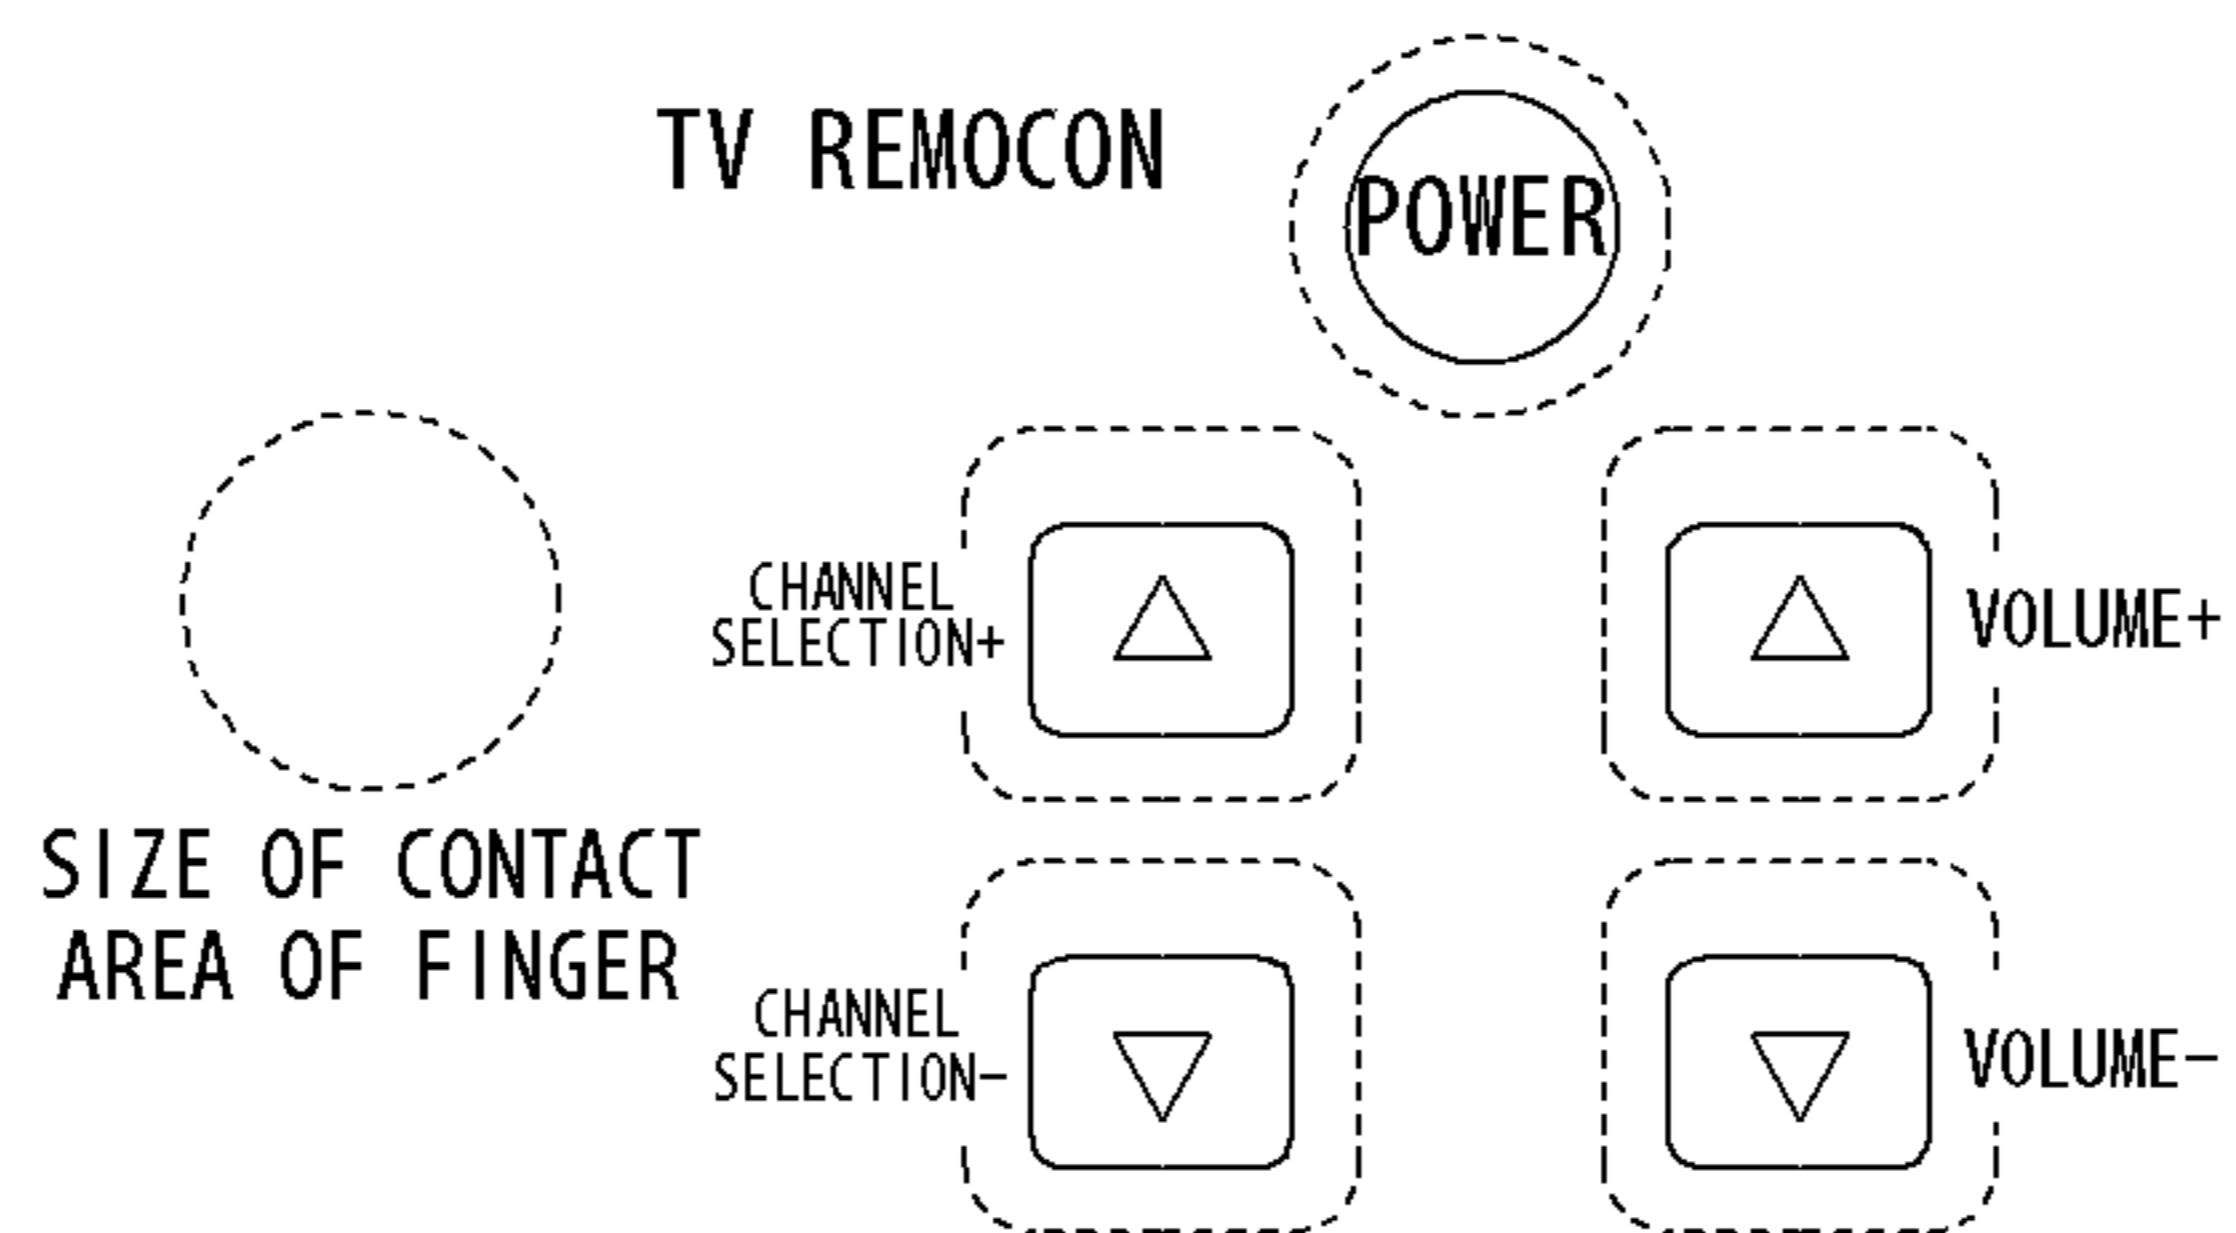 TV REMOCON
POWER
CHANNEL
SELECTION+
VOLUME+
SIZE OF CONTACT
AREA OF FINGER
CHANNEL
SELECTION−
VOLUME−